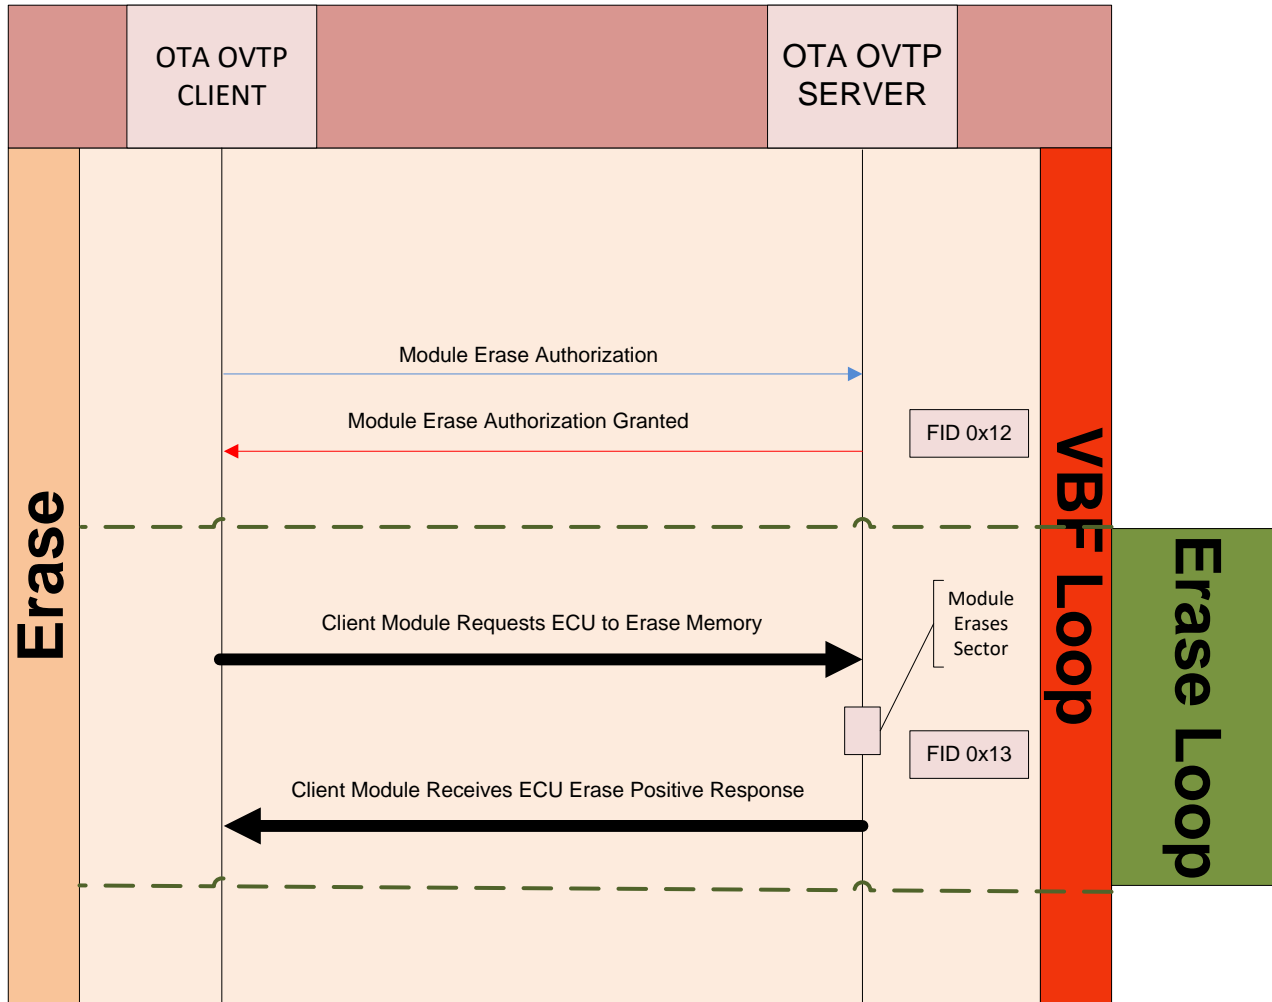 OTA OVTP
CLIENT
OTA OVTP
SERVER
Module Erase Authorization
Module Erase Authorization Granted
FID 0x12
Erase
VBF Loop
Erase Loop
Client Module Requests ECU to Erase Memory
Module
Erases
Sector
FID 0x13
Client Module Receives ECU Erase Positive Response